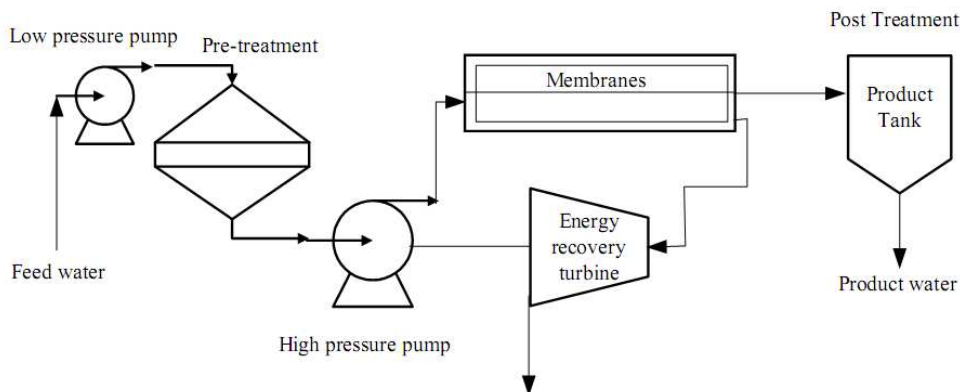 Post Treatment
Low pressure pump
Pre-treatment
Membranes
Product
Tank
Energy
recovery
turbine
Feed water
Product water
High pressure pump